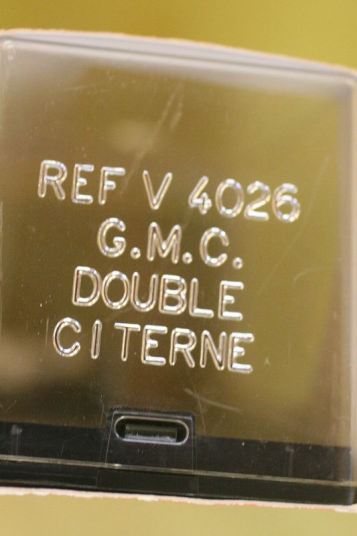 REF V 4026
G.M.C.
DOUBLE
CITERNE